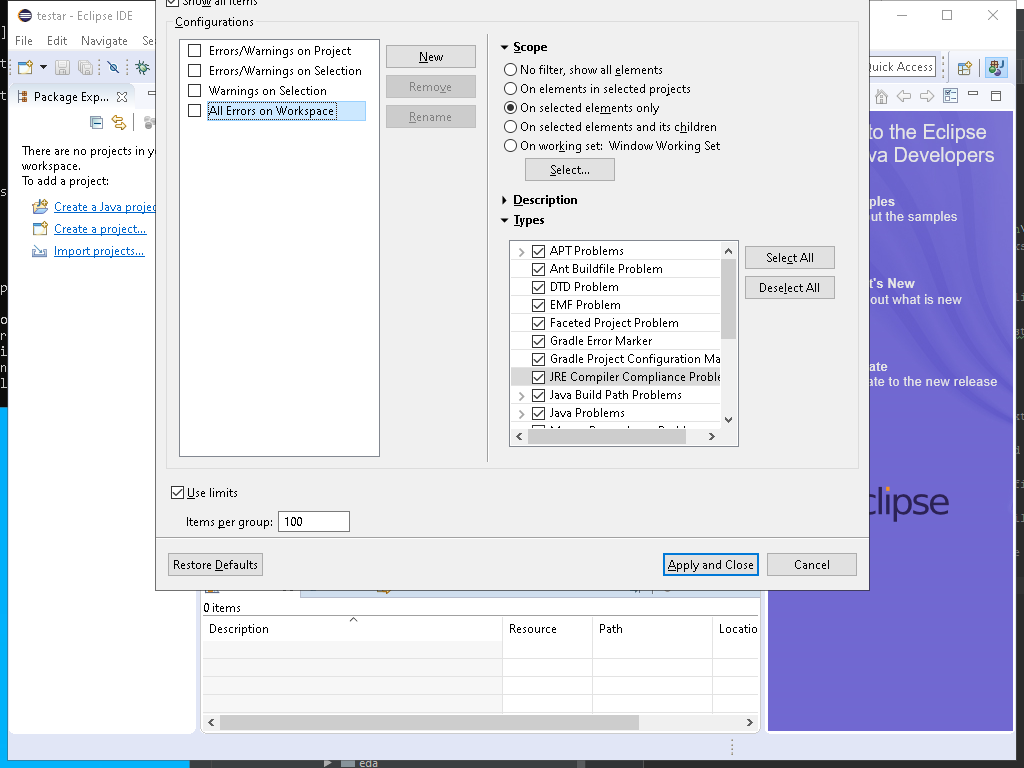 testar - Eclipse IDE
Show all items
File Edit Navigate Se
Configurations
Errors/Warnings on Project
Errors/Warnings on Selection
Warnings on Selection
All Errors on Workspace
New
Remove
Rename
Scope
No filter, show all elements
On elements in selected projects
On selected elements only
On selected elements and its children
On working set: Window Working Set
Select...
Description
Types
APT Problems
Ant Buildfile Problem
DTD Problem
EMF Problem
Faceted Project Problem
Gradle Error Marker
Gradle Project Configuration Ma
JRE Compiler Compliance Proble
Java Build Path Problems
Java Problems
Select All
Deselect All
Use limits
Items per group: 100
Restore Defaults
Apply and Close
Cancel
Package Exp...
There are no projects in y
workspace.
To add a project:
Create a Java projec
Create a project...
Import projects...
Quick Access
to the Eclipse
va Developers
ples
out the samples
t's New
out what is new
ate
ate to the new release
clipse
0 items
Description Resource Path Locatio
eda